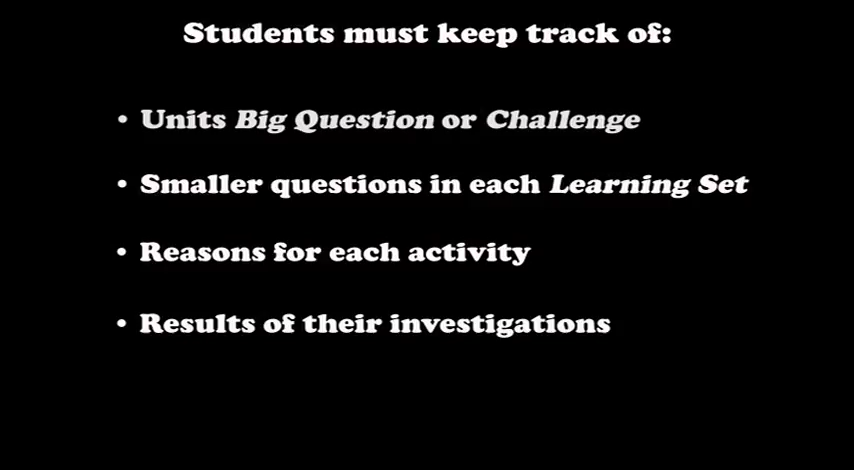 Students must keep track of:
• Units Big Question or Challenge
• Smaller questions in each Learning Set
• Reasons for each activity
• Results of their investigations